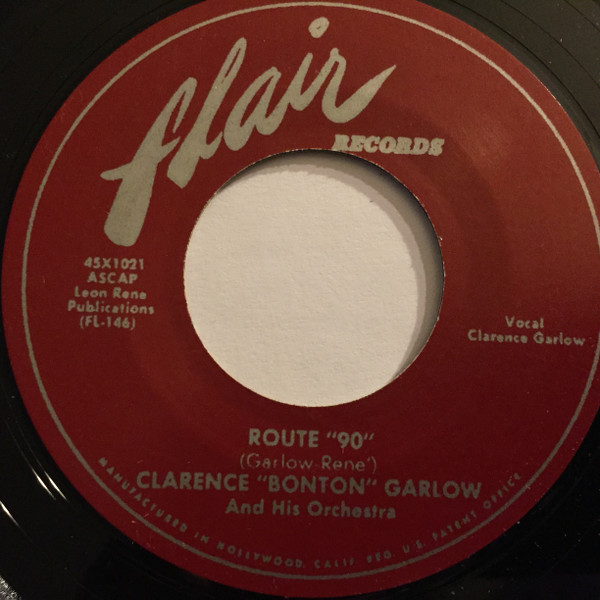 flair
RECORDS
45X1021
ASCAP
Leon Rene
Publications
(FL-146)
Vocal
Clarence Garlow
ROUTE "90"
(Garlow-Rene')
CLARENCE "BONTON" GARLOW
And His Orchestra
MANUFACTURED IN HOLLYWOOD, CALIF. REG. U.S. PATENT OFFICE